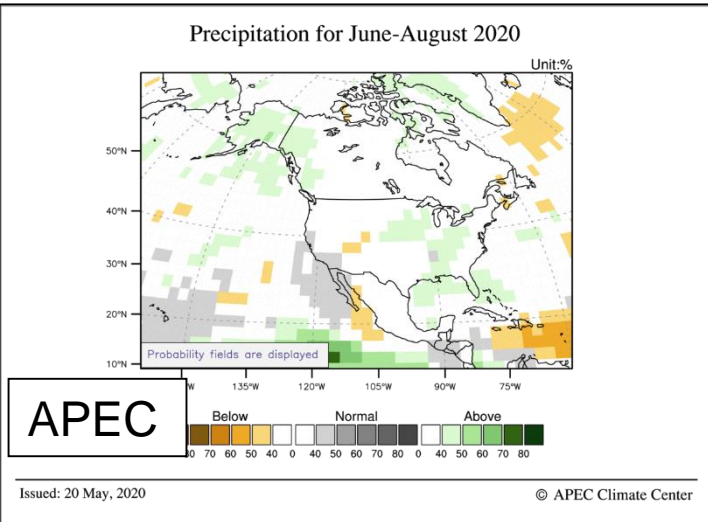 Precipitation for June-August 2020
Unit:%
50°N
40°N
30°N
20°N
10°N
Probability fields are displayed
135°W 120°W 105°W 90°W 75°W
APEC
Below Normal Above
70 60 50 40 0 40 50 60 70 80 0 40 50 60 70 80
Issued: 20 May, 2020 © APEC Climate Center